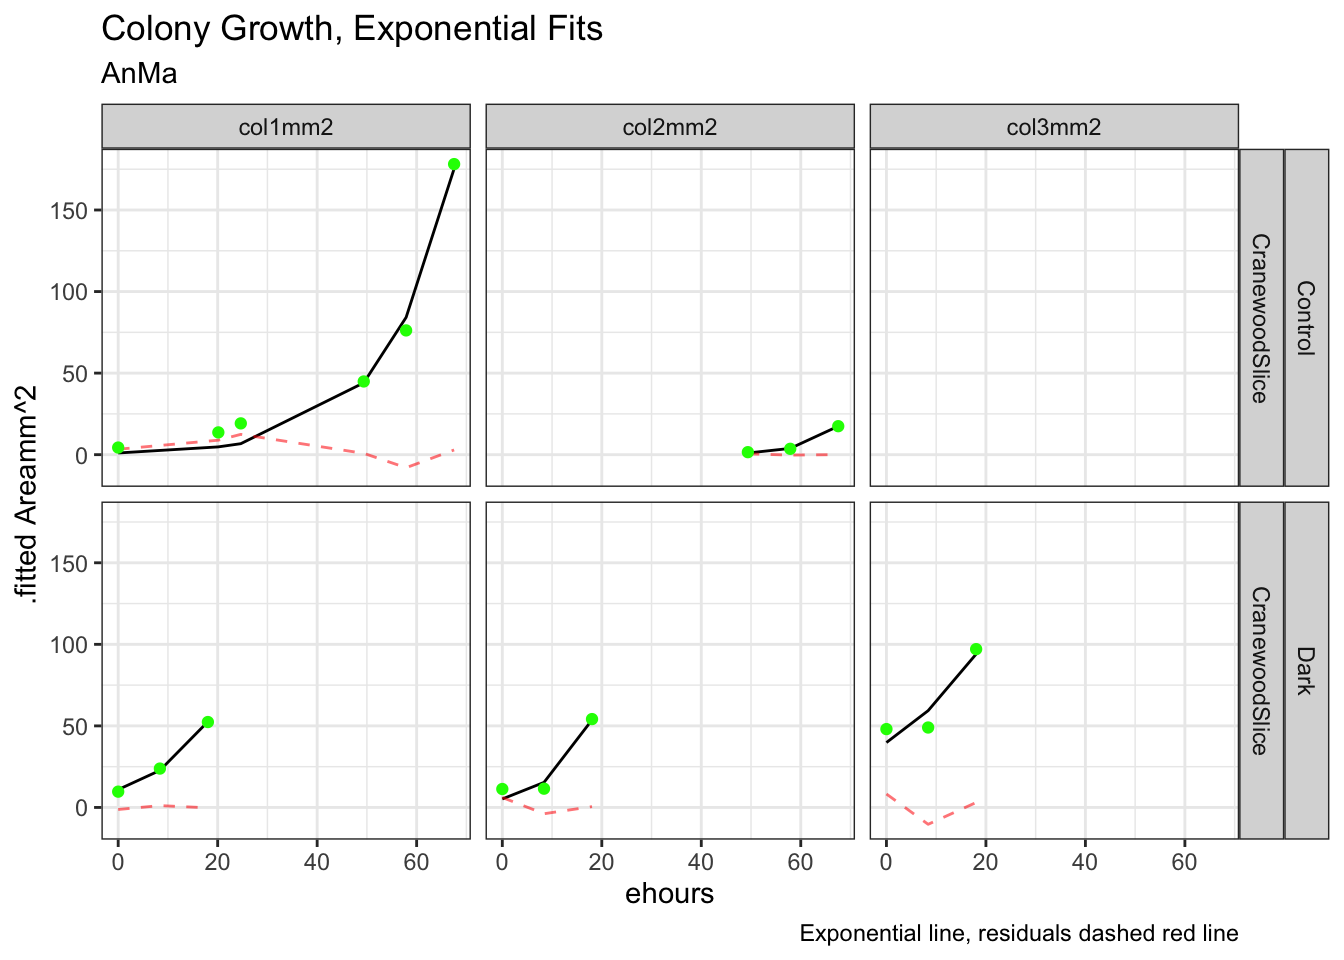 Colony Growth, Exponential Fits
AnMa
col1mm2
col2mm2
col3mm2
150
100
50
0
CranewoodSlice
Control
150
100
50
0
CranewoodSlice
Dark
.fitted Areamm^2
0 20 40 60
0 20 40 60
0 20 40 60
ehours
Exponential line, residuals dashed red line